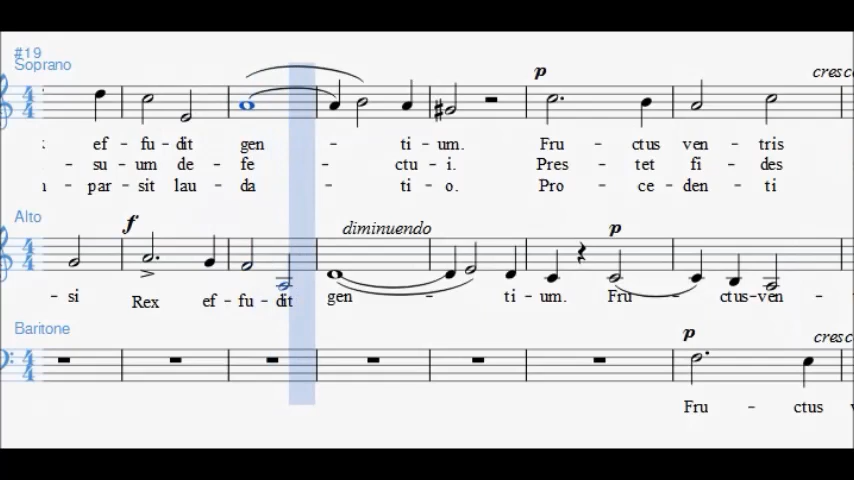 #19
Soprano
p
cresc
ef - fu - dit gen - ti - um. Fru - ctus ven - tris
- su - um de - fe - ctu - i. Pres - tet fi - des
- par - sit lau - da - ti - o. Pro - ce - den - ti
Alto
f
diminuendo
p
- si Rex ef - fu - dit gen - ti - um. Fru - ctus - ven -
Baritone
p
cresc
Fru - ctus